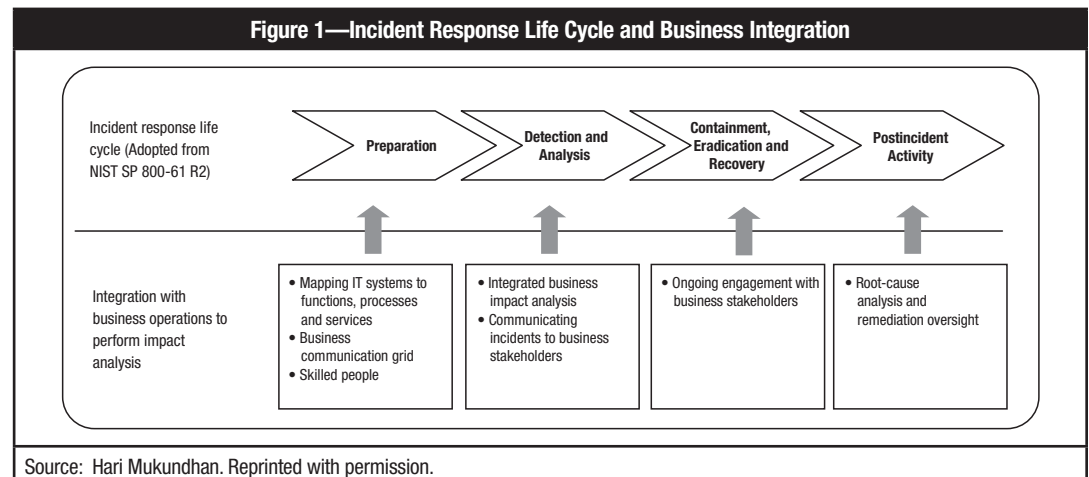 Figure 1—Incident Response Life Cycle and Business Integration
Incident response life
cycle (Adopted from
NIST SP 800-61 R2)
Preparation
Detection and
Analysis
Containment,
Eradication and
Recovery
Postincident
Activity
Integration with
business operations to
perform impact
analysis
• Mapping IT systems to
functions, processes
and services
• Business
communication grid
• Skilled people
• Integrated business
impact analysis
• Communicating
incidents to business
stakeholders
• Ongoing engagement with
business stakeholders
• Root-cause
analysis and
remediation oversight
Source: Hari Mukundhan. Reprinted with permission.